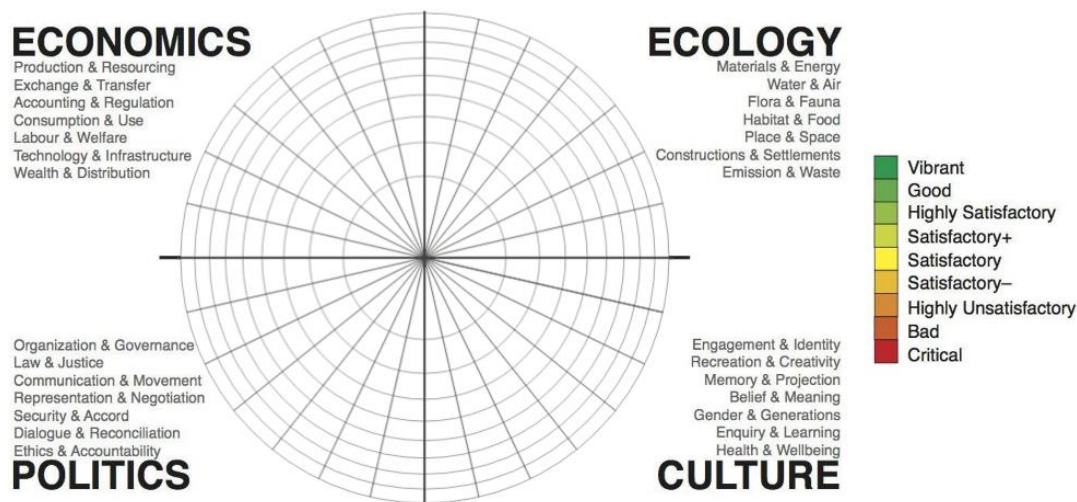 ECONOMICS
Production & Resourcing
Exchange & Transfer
Accounting & Regulation
Consumption & Use
Labour & Welfare
Technology & Infrastructure
Wealth & Distribution
ECOLOGY
Materials & Energy
Water & Air
Flora & Fauna
Habitat & Food
Place & Space
Constructions & Settlements
Emission & Waste
Vibrant
Good
Highly Satisfactory
Satisfactory+
Satisfactory
Satisfactory–
Highly Unsatisfactory
Bad
Critical
Organization & Governance
Law & Justice
Communication & Movement
Representation & Negotiation
Security & Accord
Dialogue & Reconciliation
Ethics & Accountability
POLITICS
Engagement & Identity
Recreation & Creativity
Memory & Projection
Belief & Meaning
Gender & Generations
Enquiry & Learning
Health & Wellbeing
CULTURE